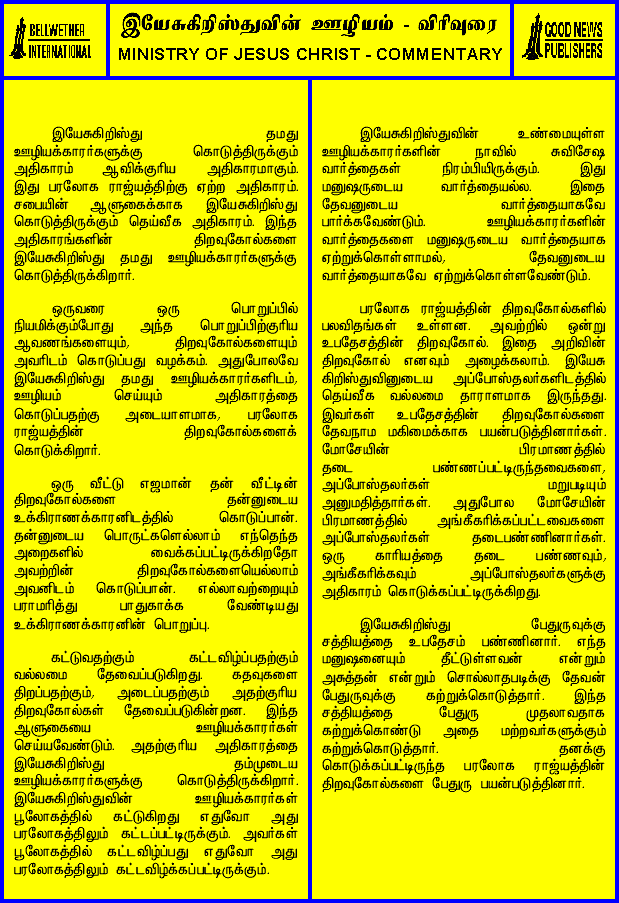 BELLWETHER
INTERNATIONAL
இயேசுகிறிஸ்துவின் ஊழியம் - விரிவுரை
MINISTRY OF JESUS CHRIST - COMMENTARY
GOOD NEWS
PUBLISHERS
இயேசுகிறிஸ்து தமது
ஊழியக்காரர்களுக்கு கொடுத்திருக்கும்
அதிகாரம் ஆவிக்குரிய அதிகாரமாகும்.
இது பரலோக ராஜ்யத்திற்கு ஏற்ற அதிகாரம்.
சபையின் ஆளுகைக்காக இயேசுகிறிஸ்து
கொடுத்திருக்கும் தெய்வீக அதிகாரம். இந்த
அதிகாரங்களின் திறவுகோல்களை
இயேசுகிறிஸ்து தமது ஊழியக்காரர்களுக்கு
கொடுத்திருக்கிறார்.
ஒருவரை ஒரு பொறுப்பில்
நியமிக்கும்போது அந்த பொறுப்பிற்குரிய
ஆவணங்களையும், திறவுகோல்களையும்
அவரிடம் கொடுப்பது வழக்கம். அதுபோலவே
இயேசுகிறிஸ்து தமது ஊழியக்காரர்களிடம்,
ஊழியம் செய்யும் அதிகாரத்தை
கொடுப்பதற்கு அடையாளமாக, பரலோக
ராஜ்யத்தின் திறவுகோல்களைக்
கொடுக்கிறார்.
ஒரு வீட்டு எஜமான் தன் வீட்டின்
திறவுகோல்களை தன்னுடைய
உக்கிராணக்காரனிடத்தில் கொடுப்பான்.
தன்னுடைய பொருட்களெல்லாம் எந்தெந்த
அறைகளில் வைக்கப்பட்டிருக்கிறதோ
அவற்றின் திறவுகோல்களையெல்லாம்
அவனிடம் கொடுப்பான். எல்லாவற்றையும்
பராமரித்து பாதுகாக்க வேண்டியது
உக்கிராணக்காரனின் பொறுப்பு.
கட்டுவதற்கும் கட்டவிழ்ப்பதற்கும்
வல்லமை தேவைப்படுகிறது. கதவுகளை
திறப்பதற்கும், அடைப்பதற்கும் அதற்குரிய
திறவுகோல்கள் தேவைப்படுகின்றன. இந்த
ஆளுகையை ஊழியக்காரர்கள்
செய்யவேண்டும். அதற்குரிய அதிகாரத்தை
இயேசுகிறிஸ்து தம்முடைய
ஊழியக்காரர்களுக்கு கொடுத்திருக்கிறார்.
இயேசுகிறிஸ்துவின் ஊழியக்காரர்கள்
பூலோகத்தில் கட்டுகிறது எதுவோ அது
பரலோகத்திலும் கட்டப்பட்டிருக்கும். அவர்கள்
பூலோகத்தில் கட்டவிழ்ப்பது எதுவோ அது
பரலோகத்திலும் கட்டவிழ்க்கப்பட்டிருக்கும்.
இயேசுகிறிஸ்துவின் உண்மையுள்ள
ஊழியக்காரர்களின் நாவில் சுவிசேஷ
வார்த்தைகள் நிரம்பியிருக்கும். இது
மனுஷருடைய வார்த்தையல்ல. இதை
தேவனுடைய வார்த்தையாகவே
பார்க்கவேண்டும். ஊழியக்காரர்களின்
வார்த்தைகளை மனுஷருடைய வார்த்தையாக
ஏற்றுக்கொள்ளாமல், தேவனுடைய
வார்த்தையாகவே ஏற்றுக்கொள்ளவேண்டும்.
பரலோக ராஜ்யத்தின் திறவுகோல்களில்
பலவிதங்கள் உள்ளன. அவற்றில் ஒன்று
உபதேசத்தின் திறவுகோல். இதை அறிவின்
திறவுகோல் எனவும் அழைக்கலாம். இயேசு
கிறிஸ்துவினுடைய அப்போஸ்தலர்களிடத்தில்
தெய்வீக வல்லமை தாராளமாக இருந்தது.
இவர்கள் உபதேசத்தின் திறவுகோல்களை
தேவநாம மகிமைக்காக பயன்படுத்தினார்கள்.
மோசேயின் பிரமாணத்தில்
தடை பண்ணப்பட்டிருந்தவைகளை,
அப்போஸ்தலர்கள் மறுபடியும்
அனுமதித்தார்கள். அதுபோல மோசேயின்
பிரமாணத்தில் அங்கீகரிக்கப்பட்டவைகளை
அப்போஸ்தலர்கள் தடைபண்ணினார்கள்.
ஒரு காரியத்தை தடை பண்ணவும்,
அங்கீகரிக்கவும் அப்போஸ்தலர்களுக்கு
அதிகாரம் கொடுக்கப்பட்டிருக்கிறது.
இயேசுகிறிஸ்து பேதுருவுக்கு
சத்தியத்தை உபதேசம் பண்ணினார். எந்த
மனுஷனையும் தீட்டுள்ளவன் என்றும்
அசுத்தன் என்றும் சொல்லாதபடிக்கு தேவன்
பேதுருவுக்கு கற்றுக்கொடுத்தார். இந்த
சத்தியத்தை பேதுரு முதலாவதாக
கற்றுக்கொண்டு அதை மற்றவர்களுக்கும்
கற்றுக்கொடுத்தார். தனக்கு
கொடுக்கப்பட்டிருந்த பரலோக ராஜ்யத்தின்
திறவுகோல்களை பேதுரு பயன்படுத்தினார்.